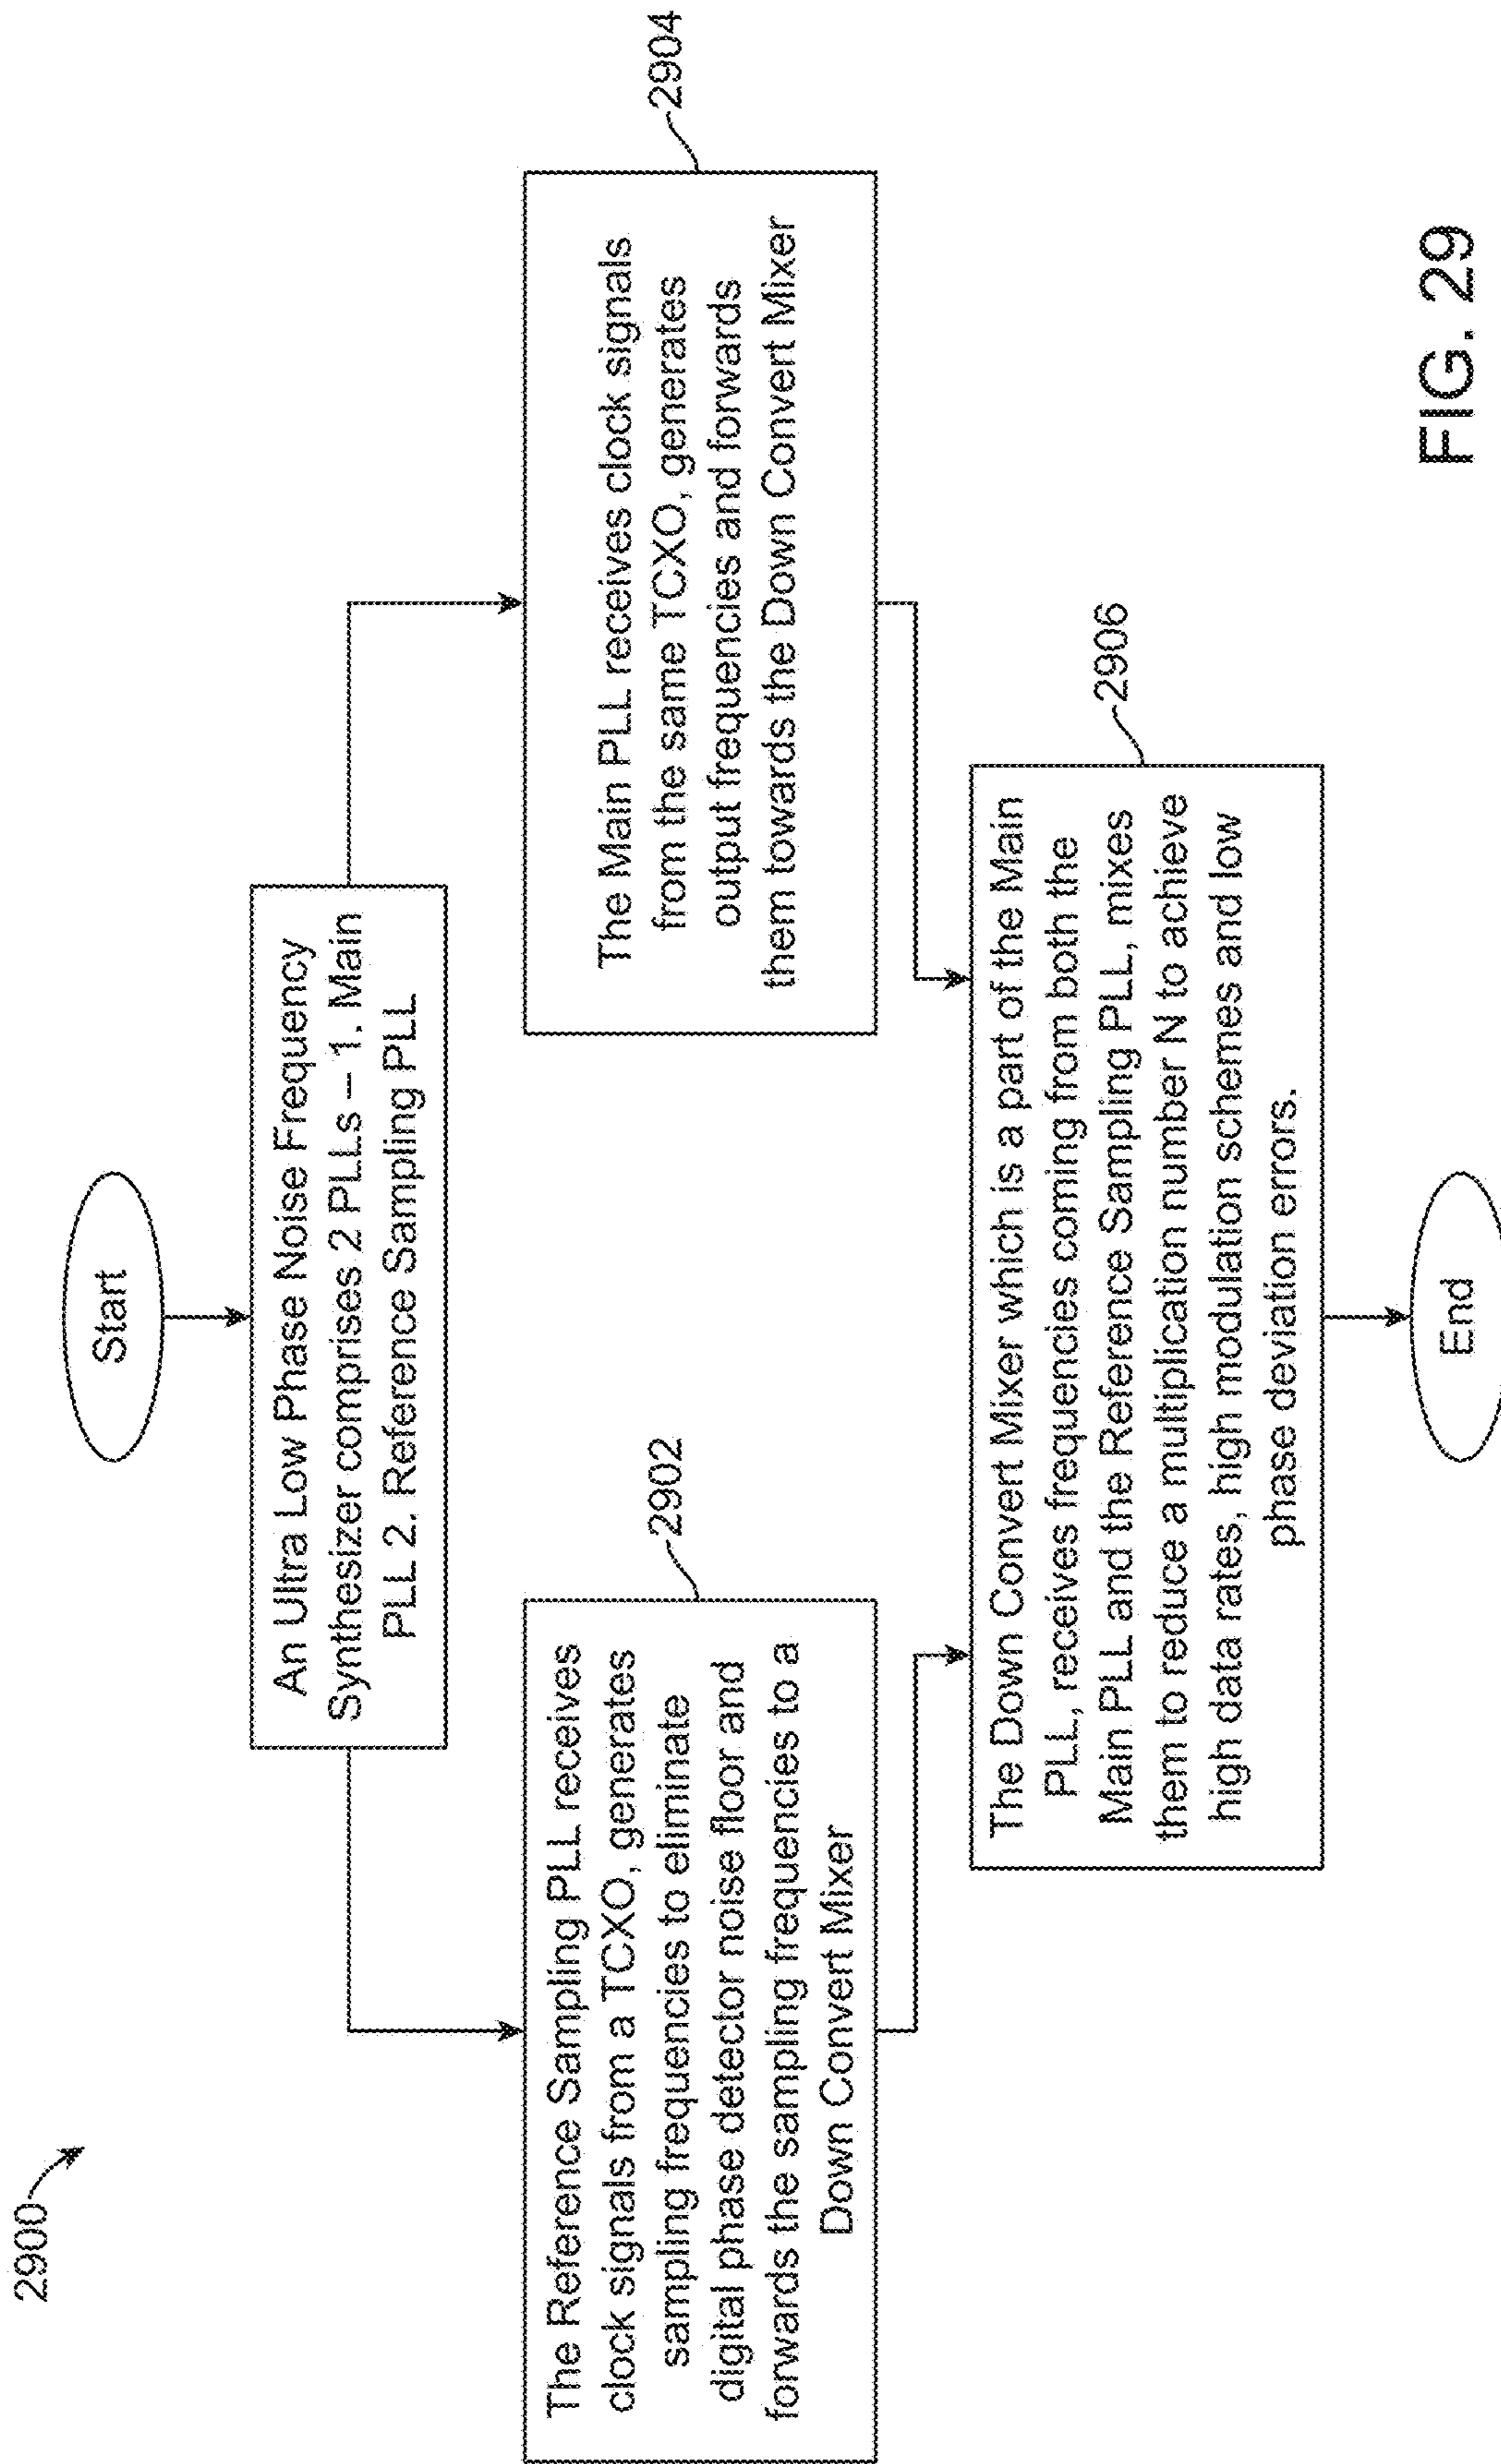 2900
Start
An Ultra Low Phase Noise Frequency
Synthesizer comprises 2 PLLs – 1. Main
PLL 2. Reference Sampling PLL
2902
The Reference Sampling PLL receives
clock signals from a TCXO, generates
sampling frequencies to eliminate
digital phase detector noise floor and
forwards the sampling frequencies to a
Down Convert Mixer
2904
The Main PLL receives clock signals
from the same TCXO, generates
output frequencies and forwards
them towards the Down Convert Mixer
2906
The Down Convert Mixer which is a part of the Main
PLL, receives frequencies coming from both the
Main PLL and the Reference Sampling PLL, mixes
them to reduce a multiplication number N to achieve
high data rates, high modulation schemes and low
phase deviation errors.
End
FIG. 29